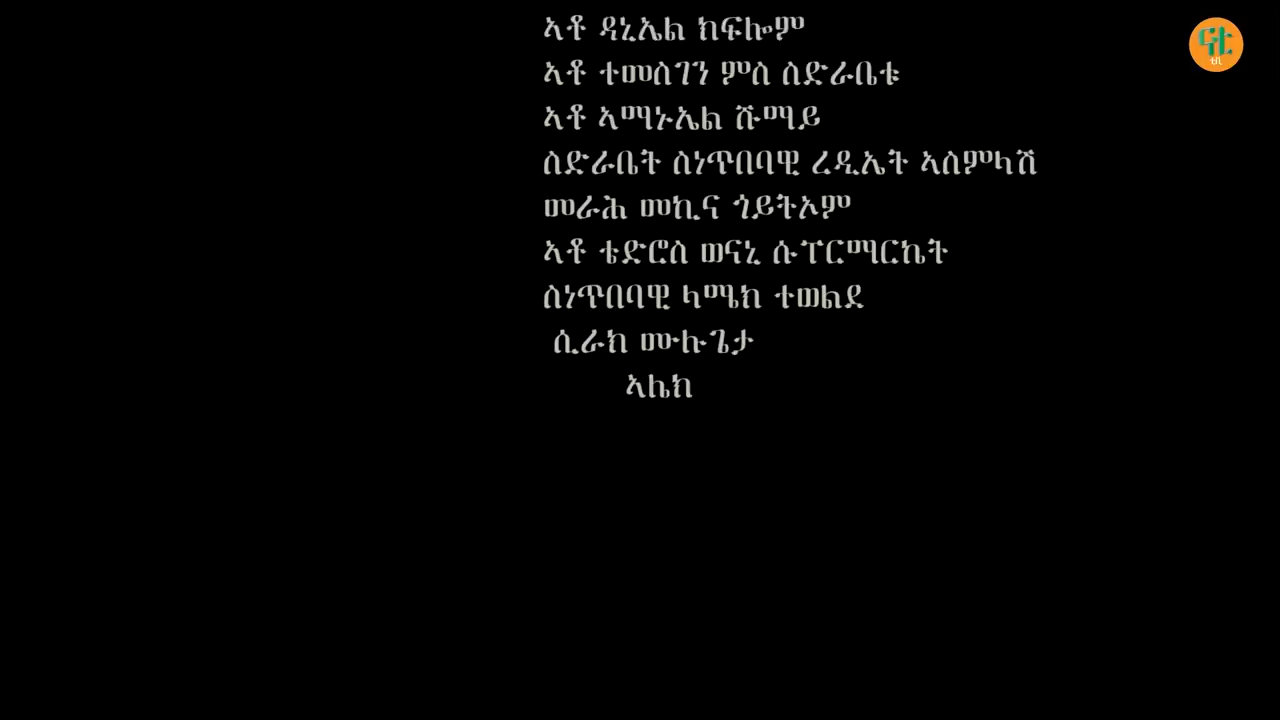 ኣቶ ዳኒኤል ክፍሎም
ኣቶ ተመስገን ምስ ስድራቤቱ
ኣቶ ኣማኑኤል ሹማይ
ስድራቤት ስነጥበባዊ ረዲኤት ኣስምላሽ
መራሕ መኪና ጎይትኦም
ኣቶ ቴድሮስ ወናኒ ሱፐርማርኬት
ስነጥበባዊ ላሜክ ተወልደ
ሲራክ ሙሉጌታ
ኣሌክ